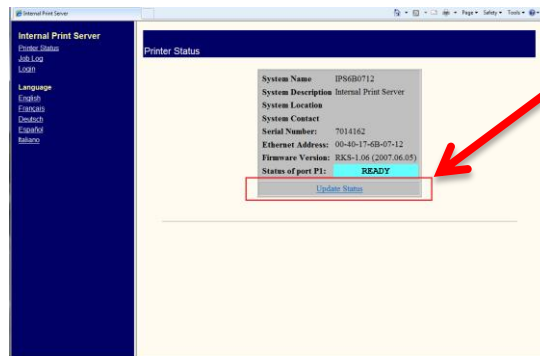 Internal Print Server
Page Safety Tools
Internal Print Server
Printer Status
Job Log
Login
Language
English
Français
Deutsch
Español
Italiano
Printer Status
System Name IPS6B0712
System Description Internal Print Server
System Location
System Contact
Serial Number: 7014162
Ethernet Address: 00-40-17-6B-07-12
Firmware Version: RKS-1.06 (2007.06.05)
Status of port P1: READY
Update Status